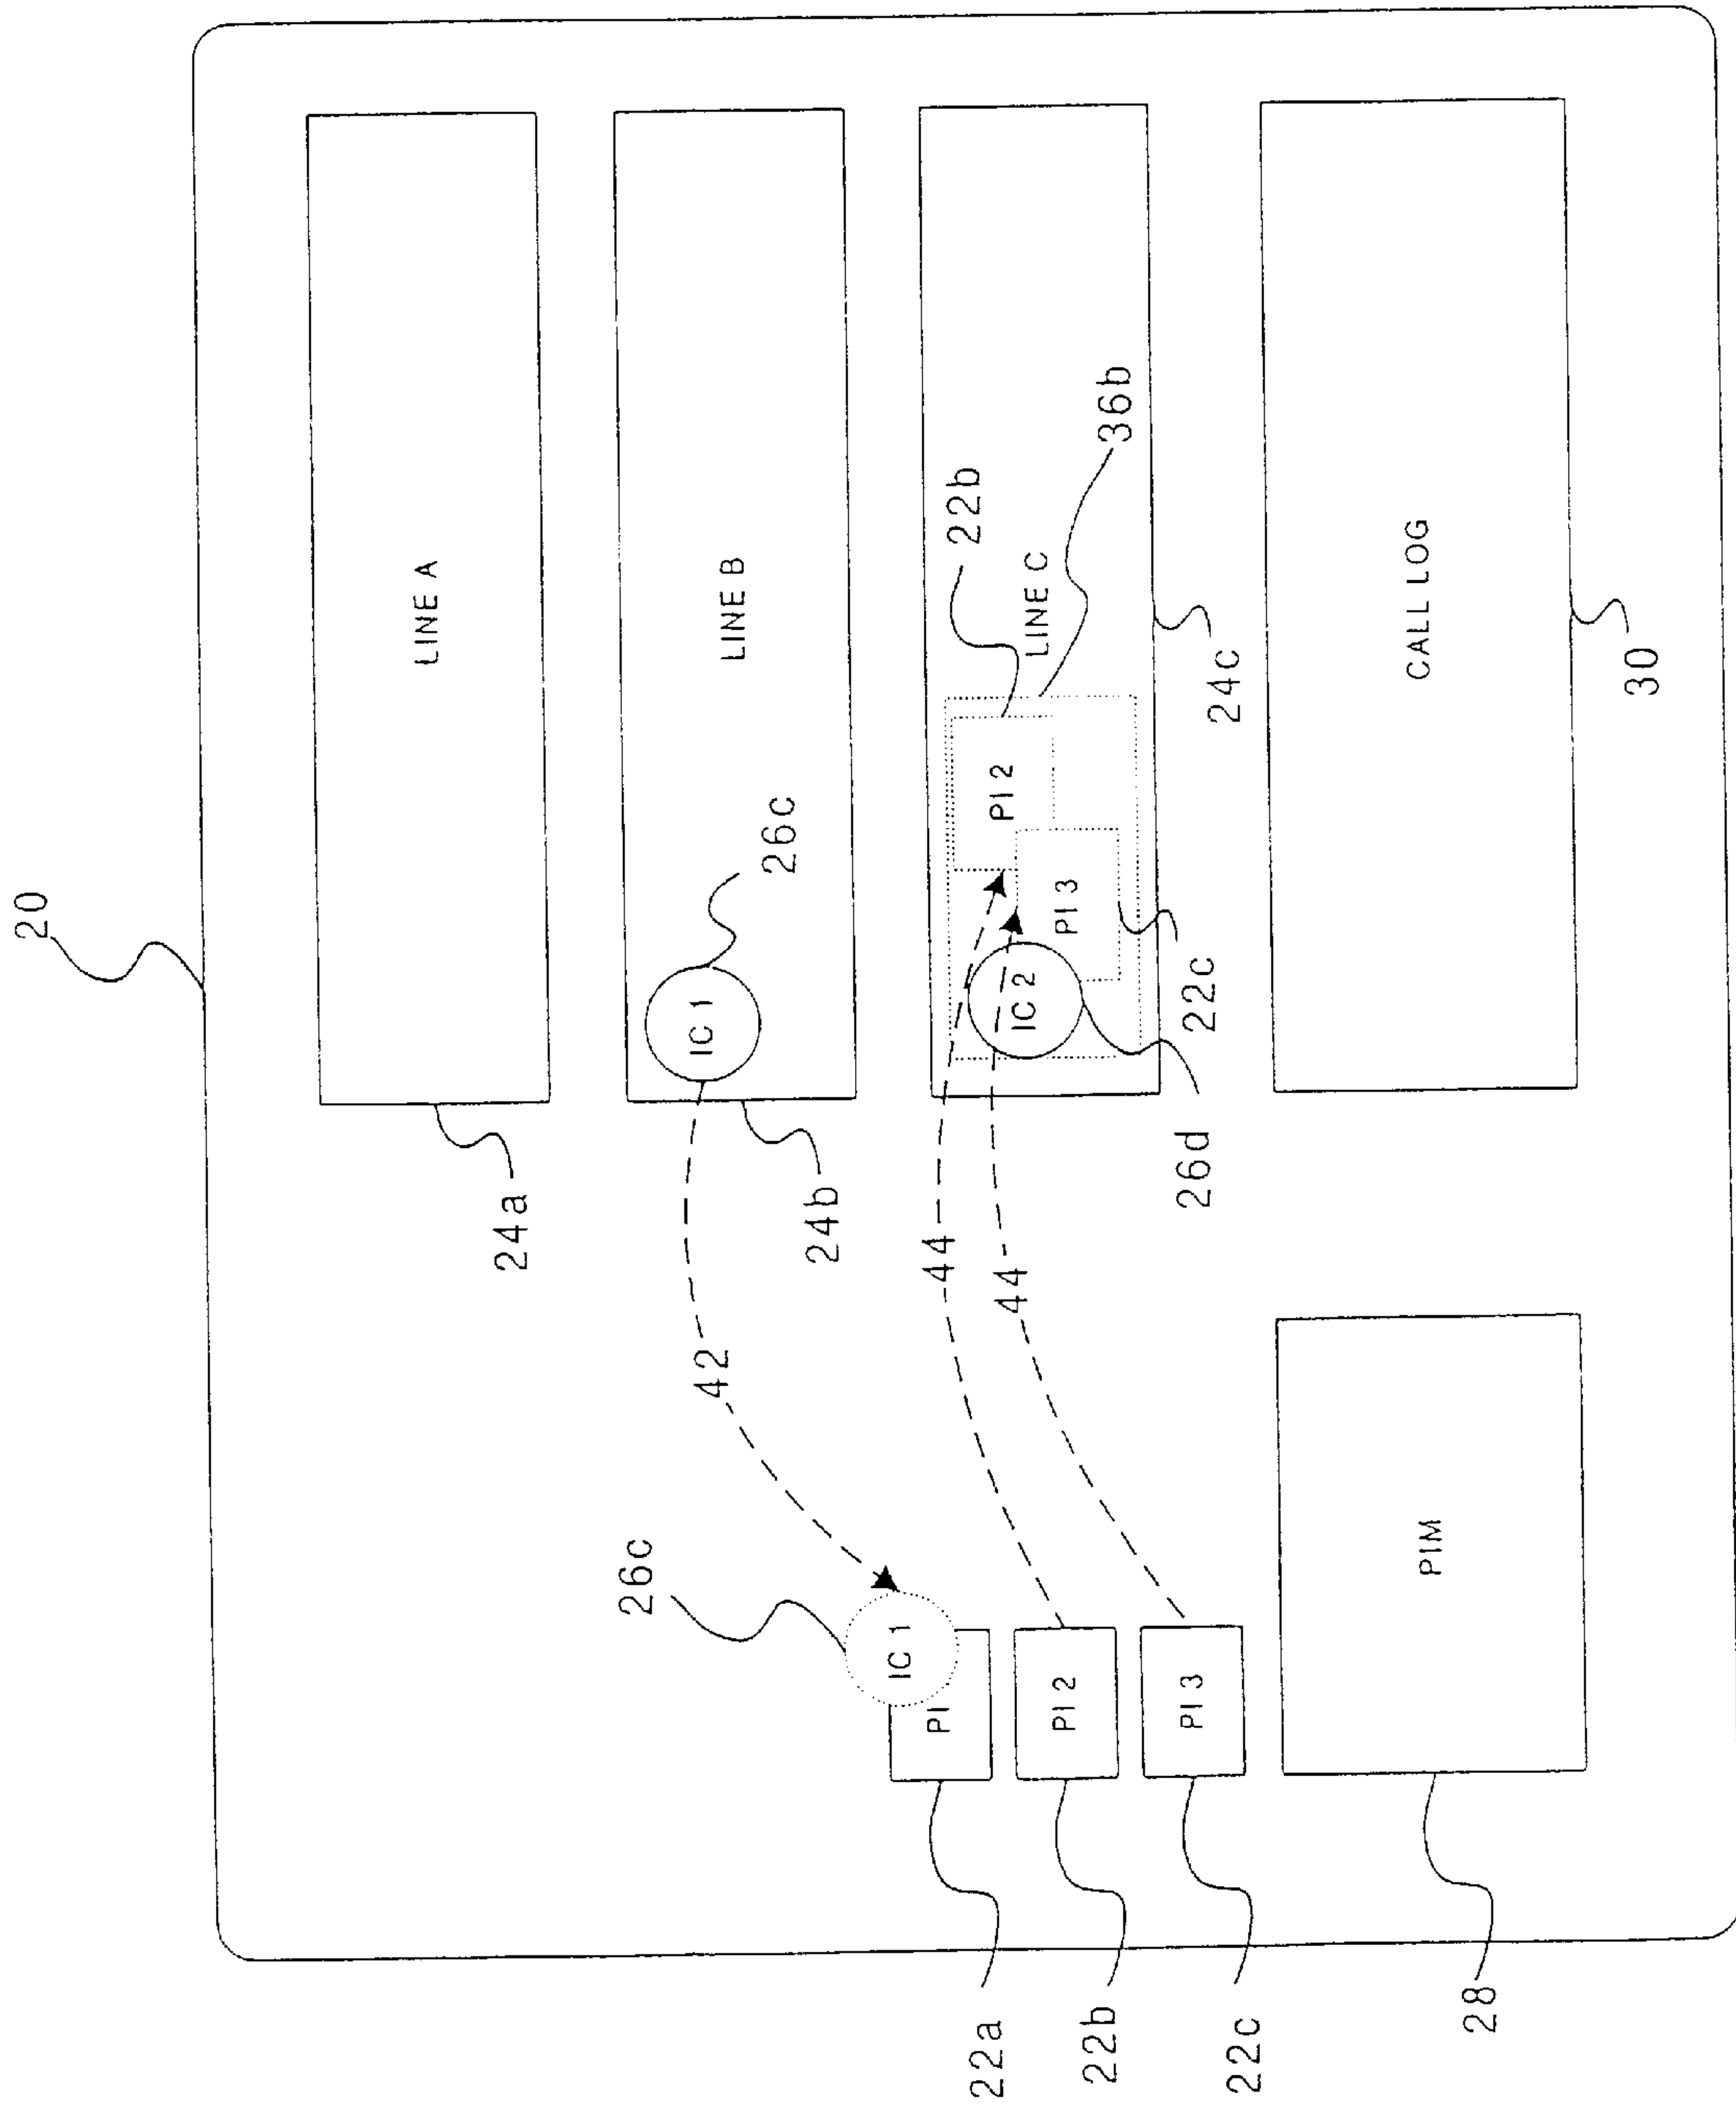 20
LINE A
24a
LINE B
IC 1
26c
24b
42
26c
IC 1
PI
22a
44
44
PI 2
22b
PI 3
22c
LINE C
22b
36b
PI 2
PI 3
IC 2
22c
26d
24c
PIM
28
CALL LOG
30